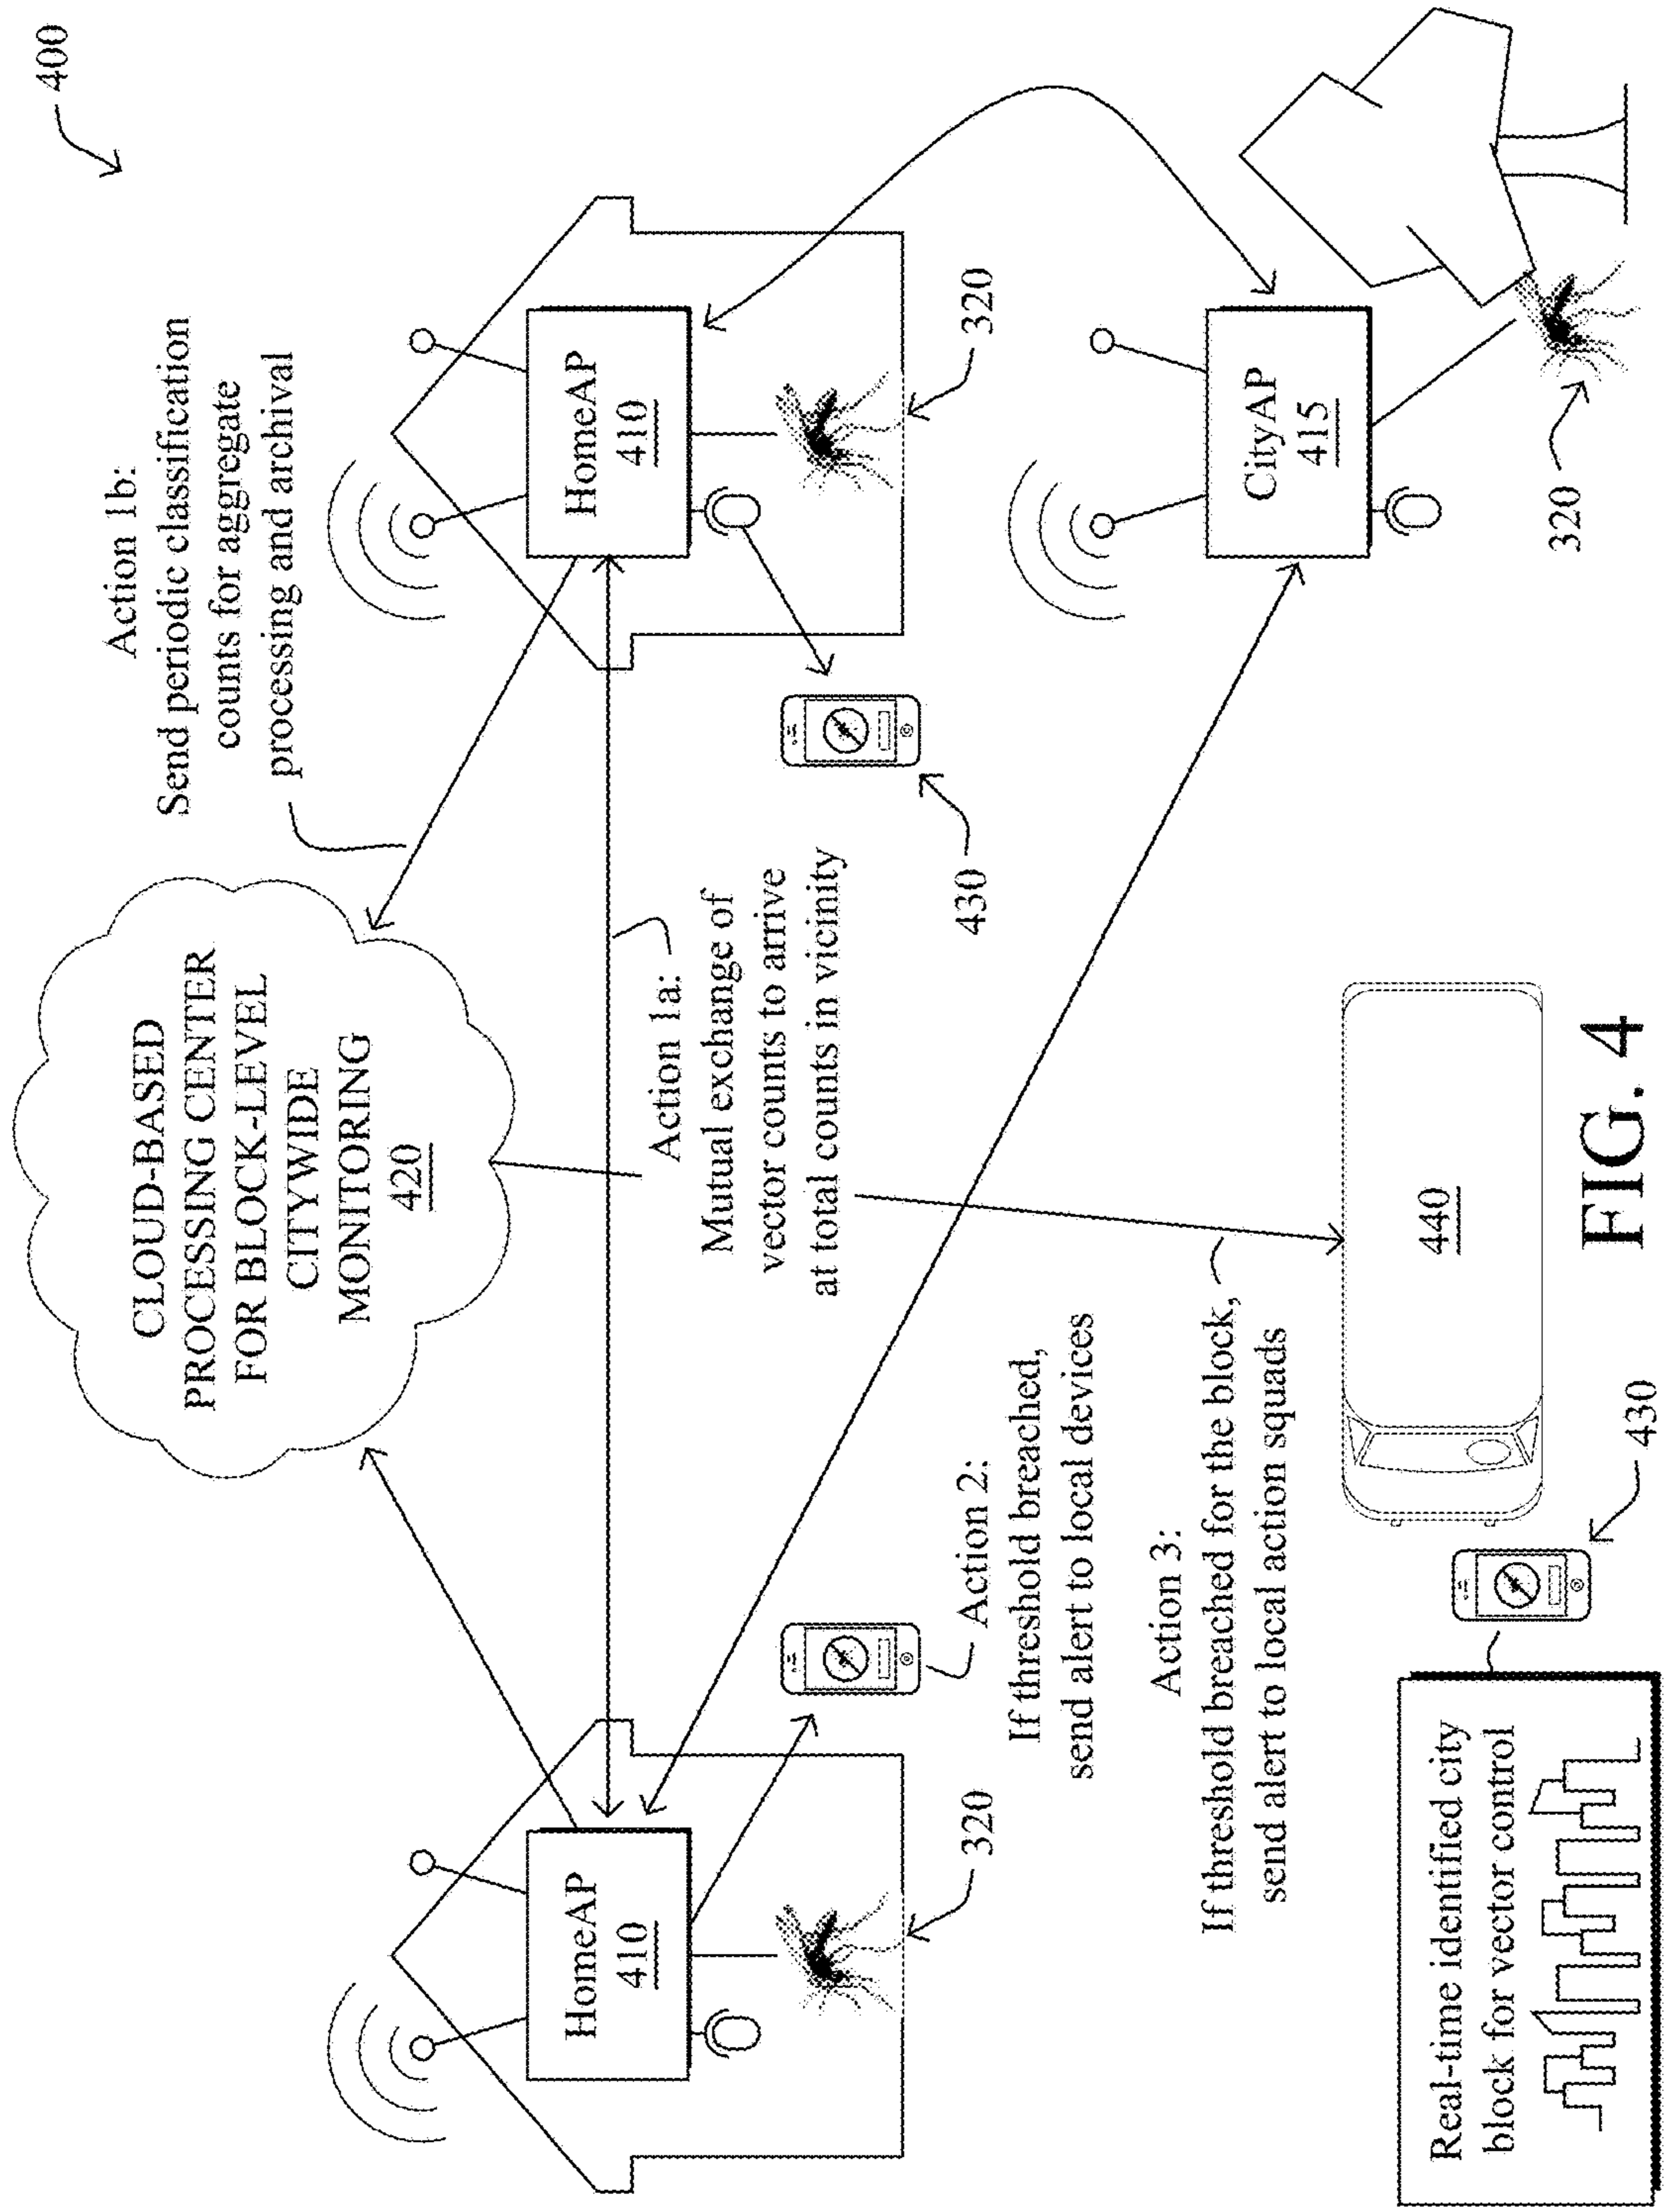 400
CLOUD-BASED
PROCESSING CENTER
FOR BLOCK-LEVEL
CITYWIDE
MONITORING
420
Action 1b:
Send periodic classification
counts for aggregate
processing and archival
HomeAP
410
320
HomeAP
410
320
Action 1a:
Mutual exchange of
vector counts to arrive
at total counts in vicinity
430
Action 2:
If threshold breached,
send alert to local devices
Action 3:
If threshold breached for the block,
send alert to local action squads
CityAP
415
320
440
430
Real-time identified city
block for vector control
FIG. 4